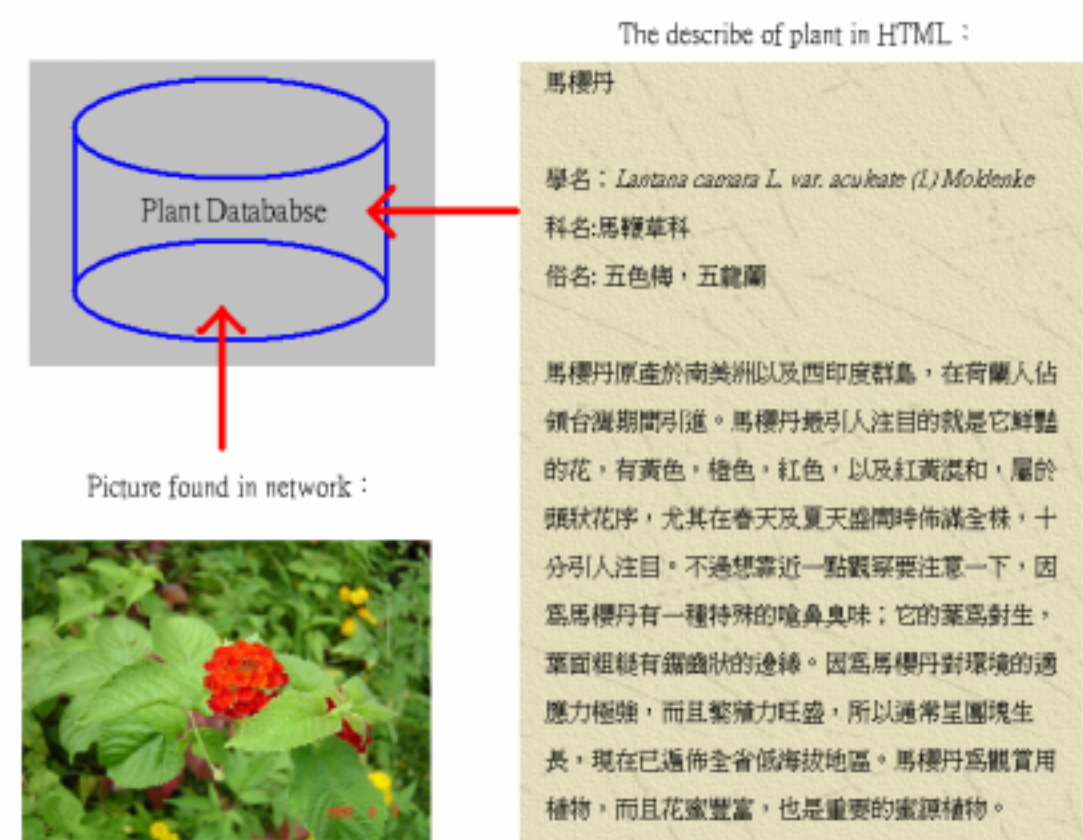 The describe of plant in HTML：
馬櫻丹
學名：Lantana camara L. var. aculeate (L) Moldenke
科名:馬鞭草科
俗名: 五色梅，五龍蘭
馬櫻丹原產於南美洲以及西印度群島，在荷蘭人佔
領台灣期間引進。馬櫻丹最引人注目的就是它鮮豔
的花，有黃色，橙色，紅色，以及紅黃混和，屬於
頭狀花序，尤其在春天及夏天盛開時佈滿全株，十
分引人注目。不過想靠近一點觀察要注意一下，因
為馬櫻丹有一種特殊的嗆鼻臭味；它的葉為對生，
葉面粗糙有鋸齒狀的邊緣。因為馬櫻丹對環境的適
應力極強，而且繁殖力旺盛，所以通常呈團塊生
長，現在已遍佈全省低海拔地區。馬櫻丹為觀賞用
植物，而且花蜜豐富，也是重要的蜜源植物。
Plant Datababse
Picture found in network：